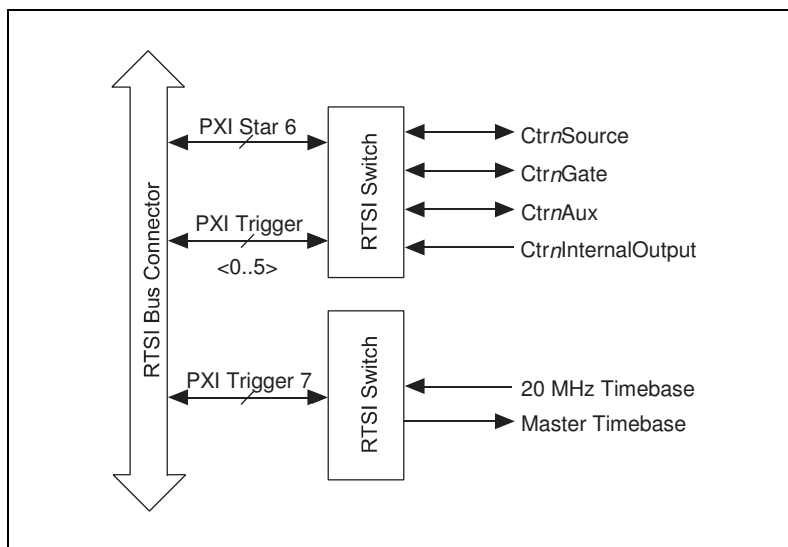 RTSI Bus Connector
PXI Star 6
PXI Trigger
<0..5>
RTSI Switch
CtrnSource
CtrnGate
CtrnAux
CtrnInternalOutput
PXI Trigger 7
RTSI Switch
20 MHz Timebase
Master Timebase